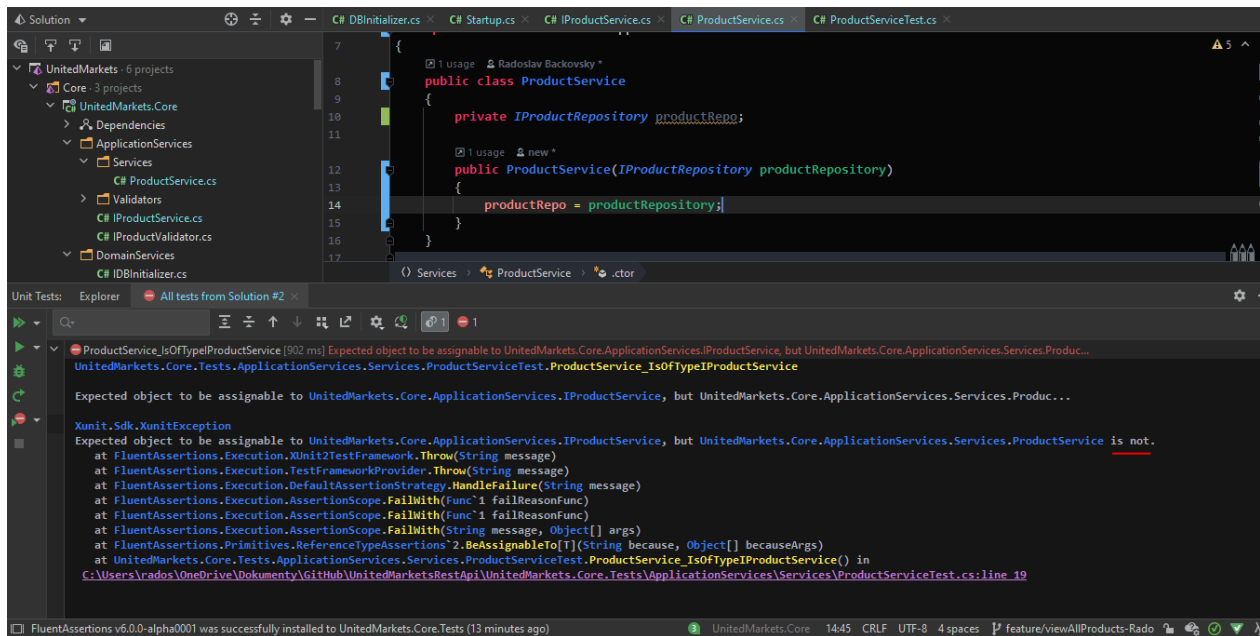 Solution
C# DBInitializer.cs × C# Startup.cs × C# IProductService.cs × C# ProductService.cs × C# ProductServiceTest.cs ×
UnitedMarkets · 6 projects
Core · 3 projects
C# UnitedMarkets.Core
Dependencies
ApplicationServices
Services
C# ProductService.cs
Validators
C# IProductService.cs
C# IProductValidator.cs
DomainServices
C# IDBInitializer.cs
7 {
5
1 usage Radoslav Backovsky *
8 public class ProductService
9 {
10 private IProductRepository productRepo;
11
1 usage new *
12 public ProductService(IProductRepository productRepository)
13 {
14 productRepo = productRepository;
15 }
16 }
17
Services › ProductService › .ctor
Unit Tests: Explorer All tests from Solution #2 ×
1 1
ProductService_IsOfTypeIProductService [902 ms] Expected object to be assignable to UnitedMarkets.Core.ApplicationServices.IProductService, but UnitedMarkets.Core.ApplicationServices.Services.Produc...
UnitedMarkets.Core.Tests.ApplicationServices.Services.ProductServiceTest.ProductService_IsOfTypeIProductService
Expected object to be assignable to UnitedMarkets.Core.ApplicationServices.IProductService, but UnitedMarkets.Core.ApplicationServices.Services.Produc...
Xunit.Sdk.XunitException
Expected object to be assignable to UnitedMarkets.Core.ApplicationServices.IProductService, but UnitedMarkets.Core.ApplicationServices.Services.ProductService is not.
at FluentAssertions.Execution.XUnit2TestFramework.Throw(String message)
at FluentAssertions.Execution.TestFrameworkProvider.Throw(String message)
at FluentAssertions.Execution.DefaultAssertionStrategy.HandleFailure(String message)
at FluentAssertions.Execution.AssertionScope.FailWith(Func`1 failReasonFunc)
at FluentAssertions.Execution.AssertionScope.FailWith(Func`1 failReasonFunc)
at FluentAssertions.Execution.AssertionScope.FailWith(String message, Object[] args)
at FluentAssertions.Primitives.ReferenceTypeAssertions`2.BeAssignableTo[T](String because, Object[] becauseArgs)
at UnitedMarkets.Core.Tests.ApplicationServices.Services.ProductServiceTest.ProductService_IsOfTypeIProductService() in
C:\Users\rados\OneDrive\Dokumenty\GitHub\UnitedMarketsRestApi\UnitedMarkets.Core.Tests\ApplicationServices\Services\ProductServiceTest.cs:line 19
FluentAssertions v6.0.0-alpha0001 was successfully installed to UnitedMarkets.Core.Tests (13 minutes ago) 3 UnitedMarkets.Core 14:45 CRLF UTF-8 4 spaces feature/viewAllProducts-Rado